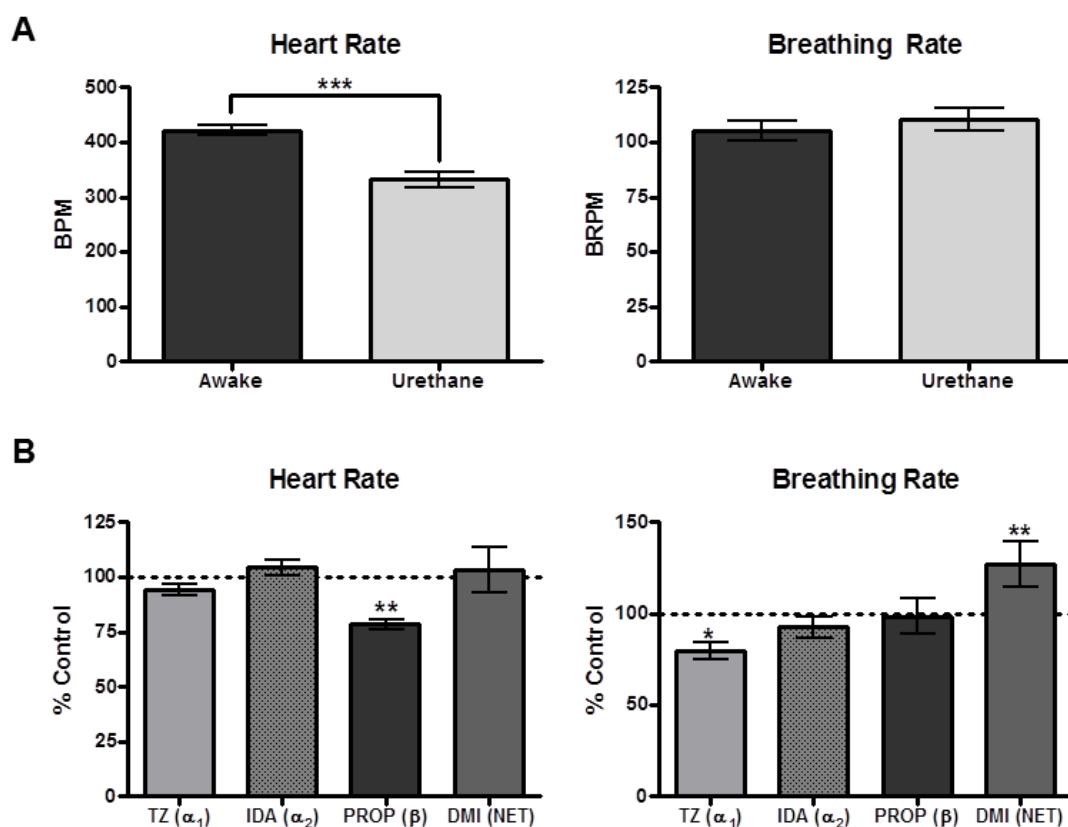 A
Heart Rate
Breathing Rate
***
500
400
300
200
100
0
BPM
Awake
Urethane
125
100
75
50
25
0
BRPM
Awake
Urethane
B
Heart Rate
Breathing Rate
125
100
75
50
25
0
% Control
**
TZ (α₁)
IDA (α₂)
PROP (β)
DMI (NET)
150
100
50
0
% Control
*
**
TZ (α₁)
IDA (α₂)
PROP (β)
DMI (NET)